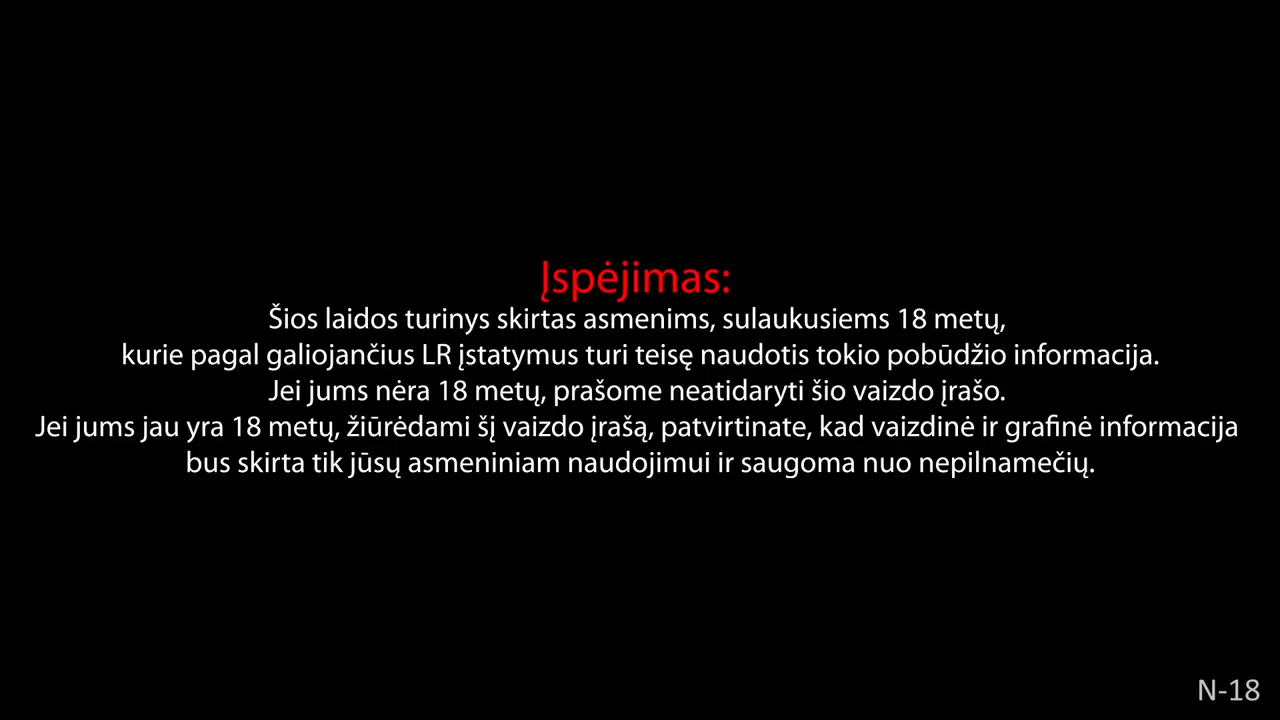 Įspėjimas:
Šios laidos turinys skirtas asmenims, sulaukusiems 18 metų,
kurie pagal galiojančius LR įstatymus turi teisę naudotis tokio pobūdžio informacija.
Jei jums nėra 18 metų, prašome neatidaryti šio vaizdo įrašo.
Jei jums jau yra 18 metų, žiūrėdami šį vaizdo įrašą, patvirtinate, kad vaizdinė ir grafinė informacija
bus skirta tik jūsų asmeniniam naudojimui ir saugoma nuo nepilnamečių.
N-18